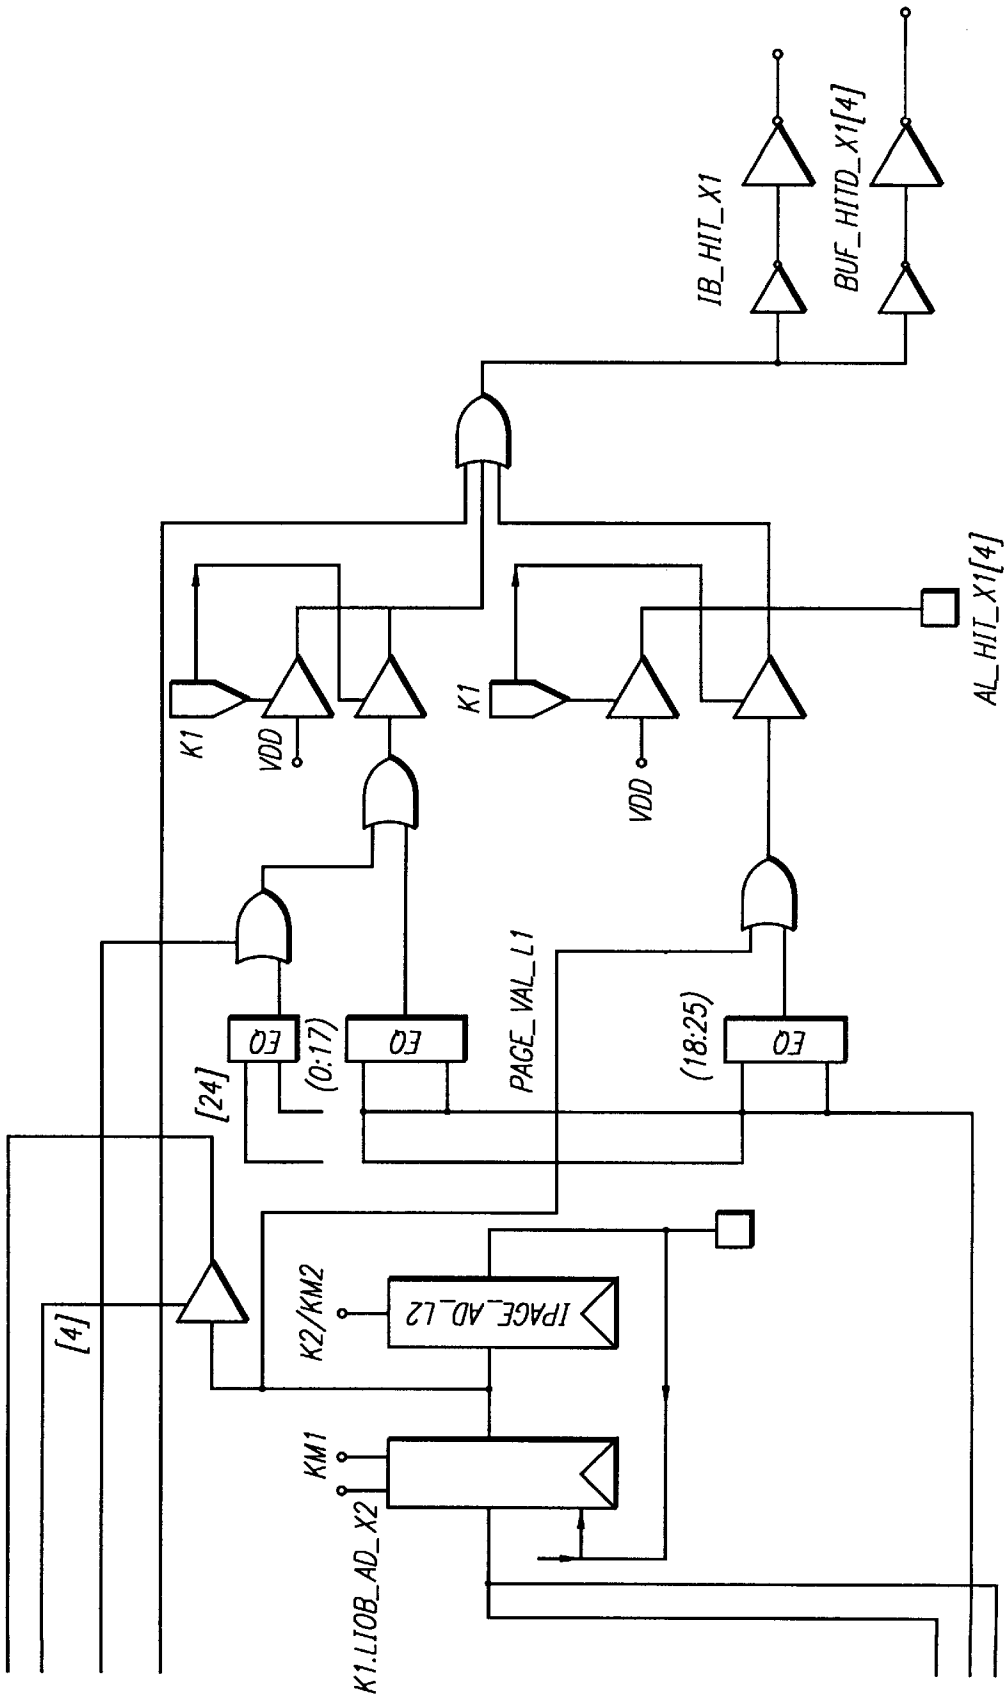 IB_HIT_X1
BUF_HITD_X1[4]
K1
VDD
K1
VDD
AL_HIT_X1[4]
[24]
EQ
(0:17)
EQ
PAGE_VAL_L1
(18:25)
EQ
[4]
K2/KM2
IPAGE_AD_L2
KM1
K1.LIOB_AD_X2